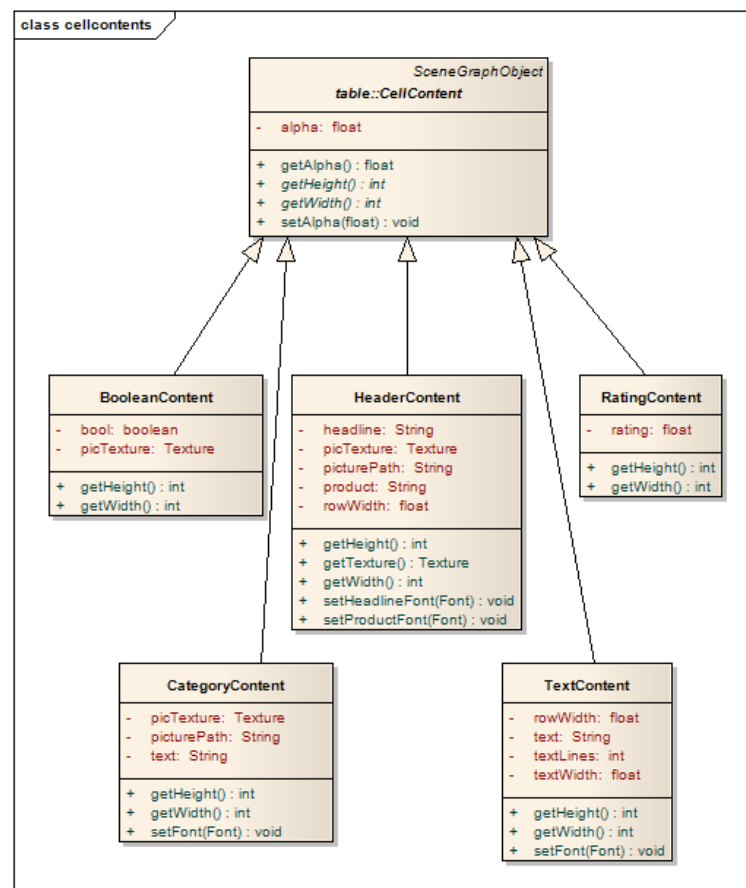 class cellcontents
SceneGraphObject
table::CellContent
- alpha: float
+ getAlpha() : float
+ getHeight() : int
+ getWidth() : int
+ setAlpha(float) : void
BooleanContent
- bool: boolean
- picTexture: Texture
+ getHeight() : int
+ getWidth() : int
HeaderContent
- headline: String
- picTexture: Texture
- picturePath: String
- product: String
- rowWidth: float
+ getHeight() : int
+ getTexture() : Texture
+ getWidth() : int
+ setHeadlineFont(Font) : void
+ setProductFont(Font) : void
RatingContent
- rating: float
+ getHeight() : int
+ getWidth() : int
CategoryContent
- picTexture: Texture
- picturePath: String
- text: String
+ getHeight() : int
+ getWidth() : int
+ setFont(Font) : void
TextContent
- rowWidth: float
- text: String
- textLines: int
- textWidth: float
+ getHeight() : int
+ getWidth() : int
+ setFont(Font) : void